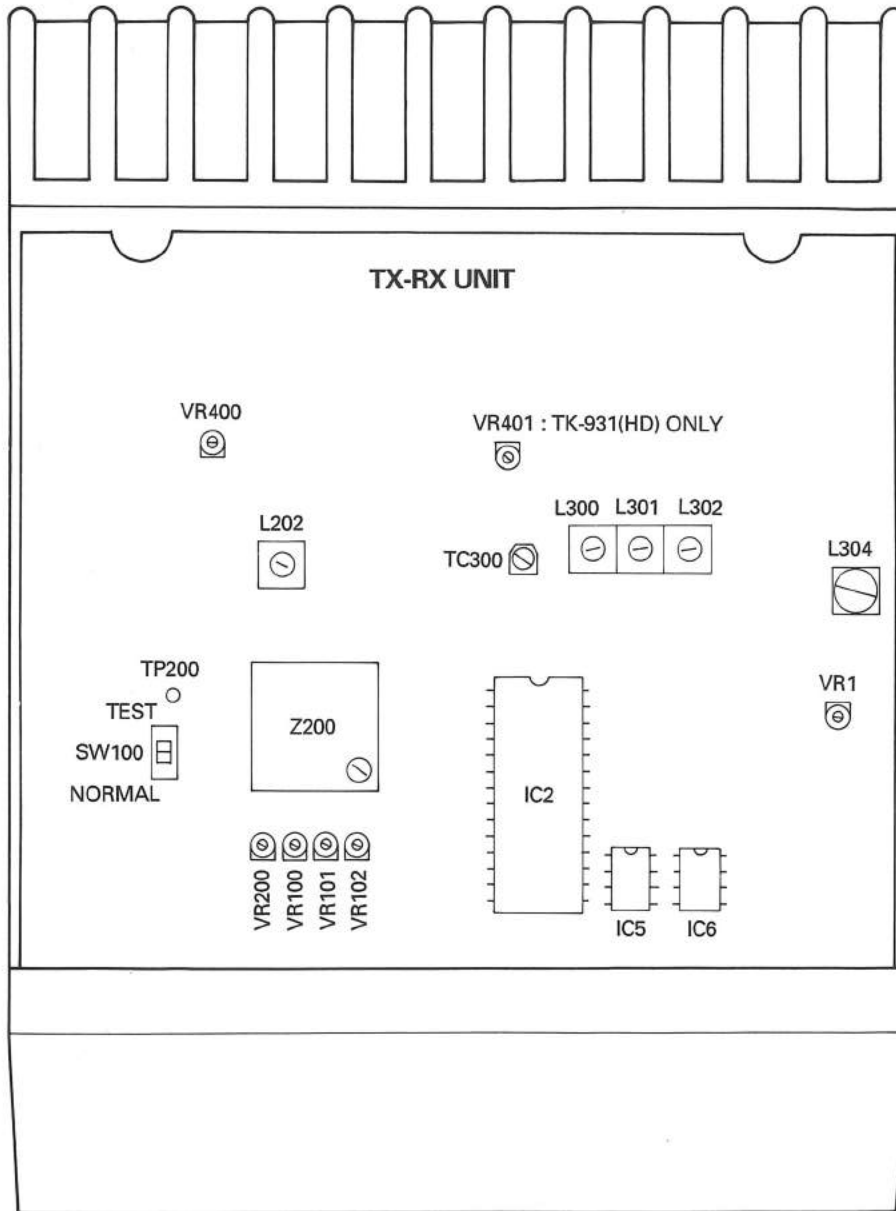 TX-RX UNIT
VR400
VR401 : TK-931(HD) ONLY
L202
L300 L301 L302
TC300
L304
TP200
TEST
SW100
NORMAL
Z200
IC2
VR1
VR200
VR100
VR101
VR102
IC5
IC6